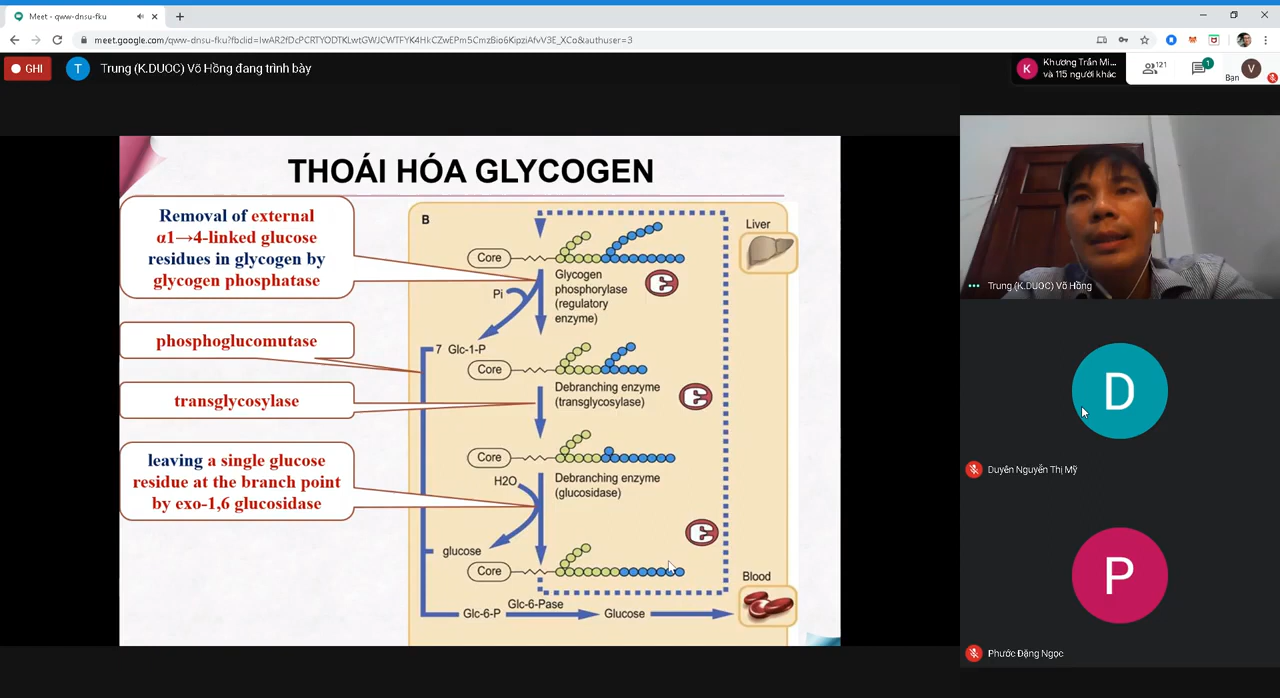 Meet - qww-dnsu-fku
meet.google.com/qww-dnsu-fku?fbclid=IwAR2fDcPCRTYODTKLwtGWJCWTFYK4HkCZwEPm5CmzBio6KipziAfvV3E_XCo&authuser=3
GHI
T
Trung (K.DUOC) Võ Hồng đang trình bày
K
Khương Trần Mi...
và 115 người khác
121
1
Bạn
V
THOÁI HÓA GLYCOGEN
Removal of external
α1→4-linked glucose
residues in glycogen by
glycogen phosphatase
phosphoglucomutase
transglycosylase
leaving a single glucose
residue at the branch point
by exo-1,6 glucosidase
B
Liver
Core
Glycogen
phosphorylase
(regulatory
enzyme)
Pi
7 Glc-1-P
Core
Debranching enzyme
(transglycosylase)
Core
H2O
Debranching enzyme
(glucosidase)
glucose
Core
Blood
Glc-6-P
Glc-6-Pase
Glucose
Trung (K.DUOC) Võ Hồng
D
Duyên Nguyễn Thị Mỹ
P
Phước Đặng Ngọc